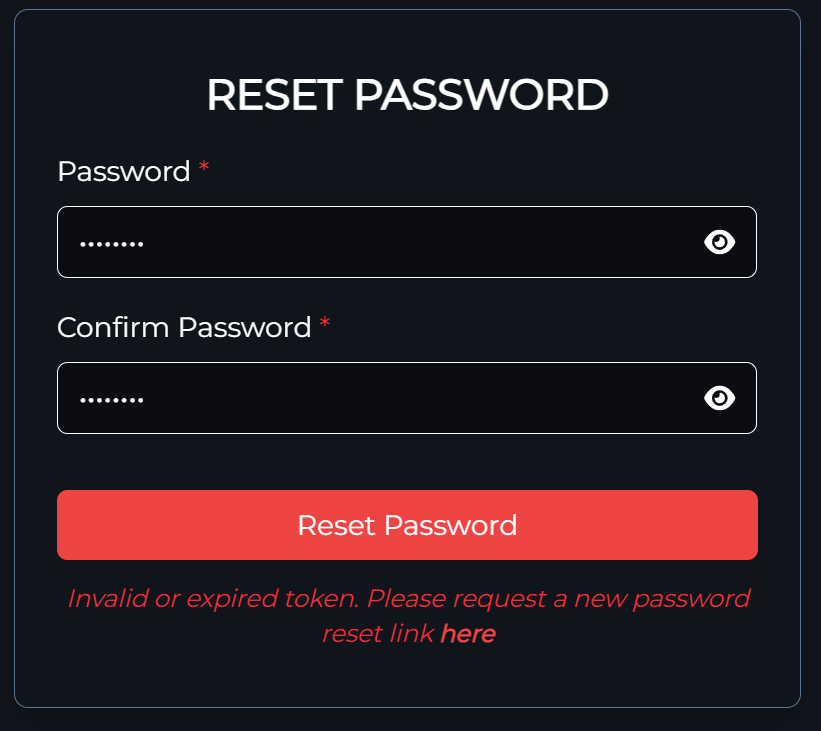 RESET PASSWORD
Password *
••••••••
Confirm Password *
••••••••
Reset Password
Invalid or expired token. Please request a new password
reset link here